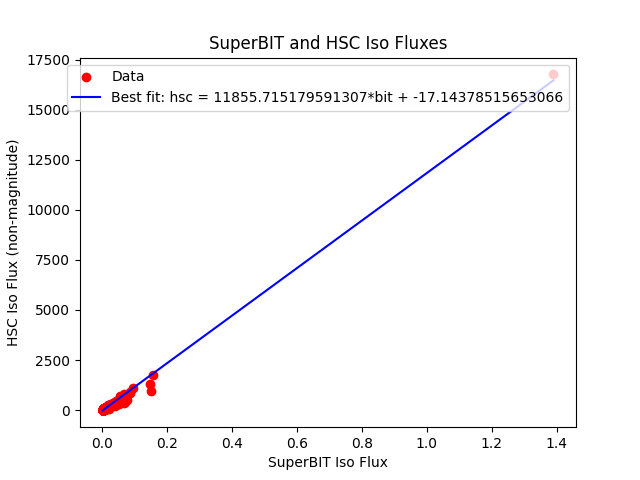 SuperBIT and HSC Iso Fluxes
Data
Best fit: hsc = 11855.715179591307*bit + -17.14378515653066
17500
15000
12500
10000
7500
5000
2500
0
HSC Iso Flux (non-magnitude)
0.0 0.2 0.4 0.6 0.8 1.0 1.2 1.4
SuperBIT Iso Flux